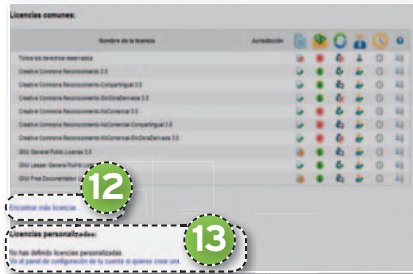 Licencias comunes:
Nombre de la licencia Jurisdicción
Todos los derechos reservados
Creative Commons Reconocimiento 3.0
Creative Commons Reconocimiento-CompartirIgual 3.0
Creative Commons Reconocimiento-SinObraDerivada 3.0
Creative Commons Reconocimiento-NoComercial 3.0
Creative Commons Reconocimiento-NoComercial-CompartirIgual 3.0
Creative Commons Reconocimiento-NoComercial-SinObraDerivada 3.0
GNU General Public License 3.0
GNU Lesser General Public
GNU Free Documentation
12
Encontrar más licencias
13
Licencias personalizadas:
No has definido licencias personalizadas.
Ve al panel de configuración de tu cuenta si quieres crear una